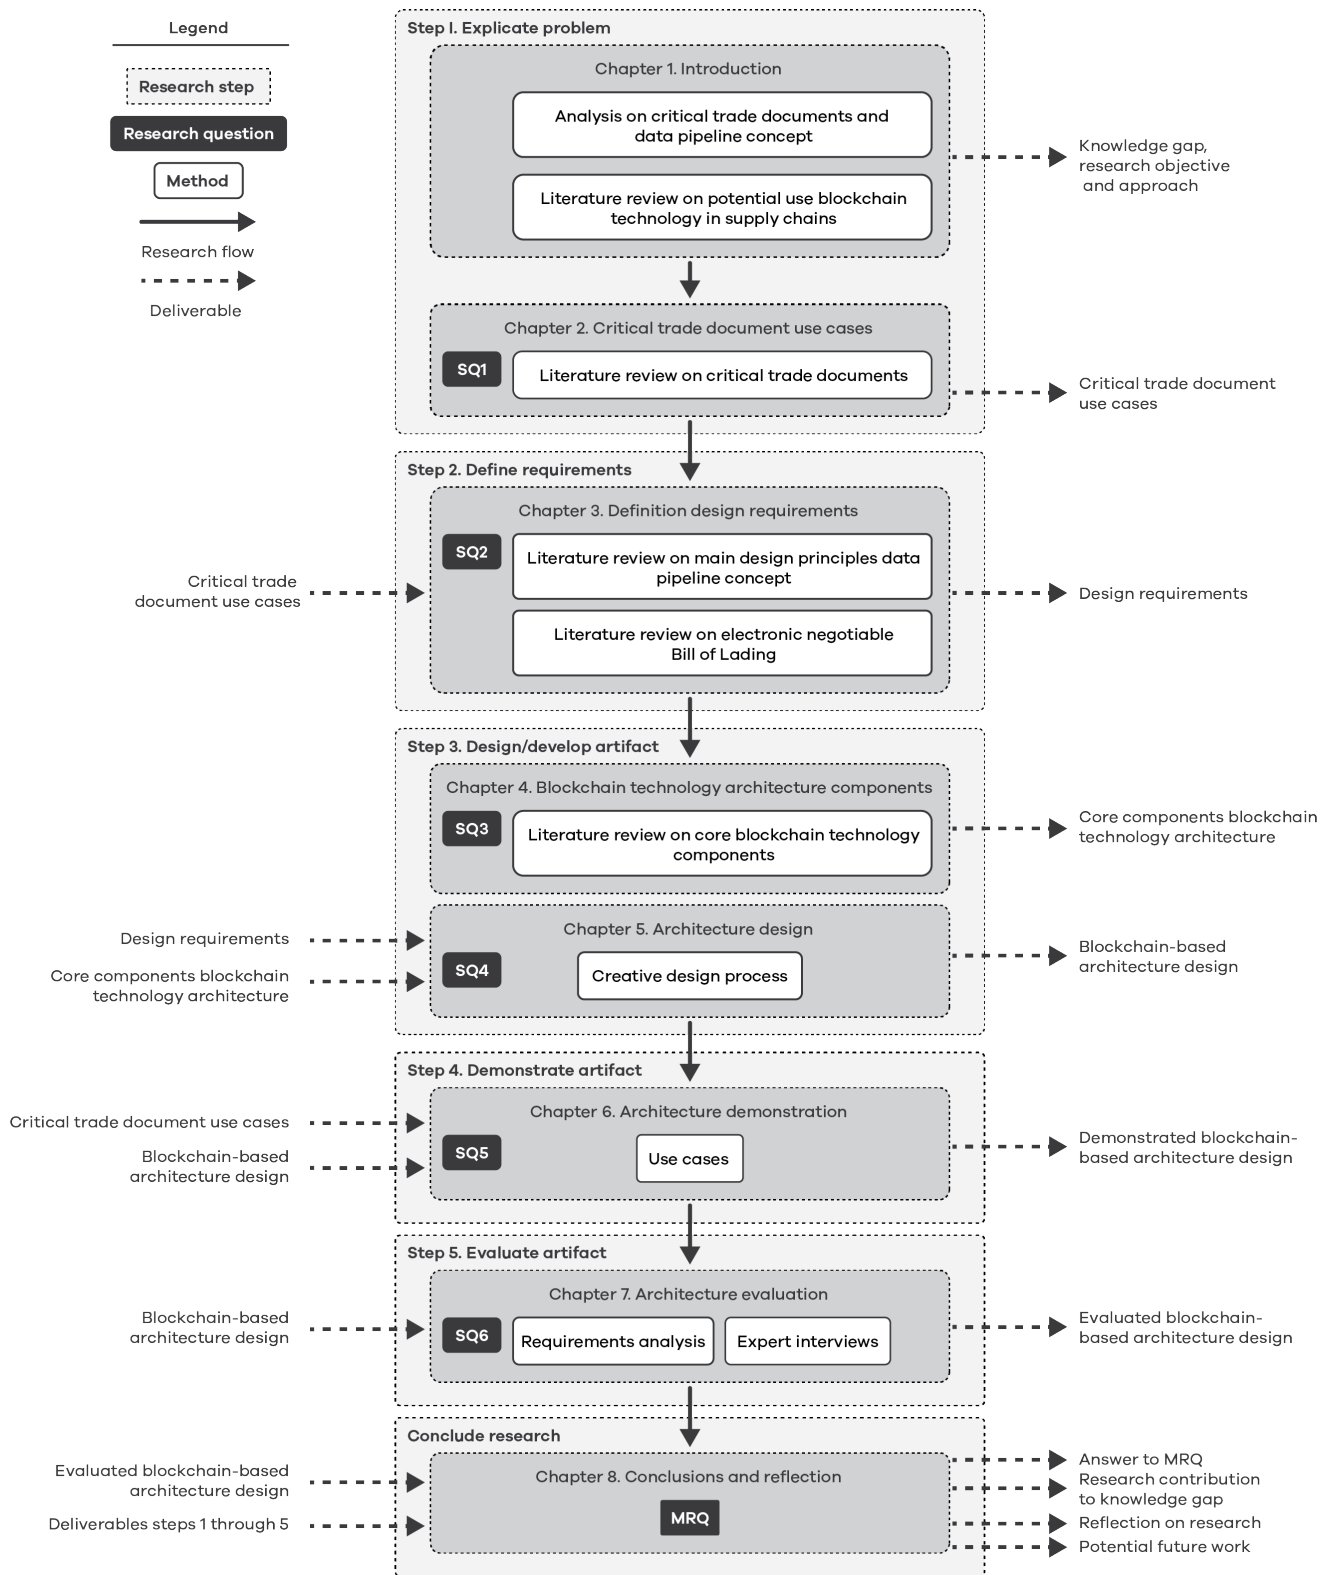 Legend
Research step
Research question
Method
Research flow
Deliverable
Step I. Explicate problem
Chapter 1. Introduction
Analysis on critical trade documents and
data pipeline concept
Literature review on potential use blockchain
technology in supply chains
Knowledge gap,
research objective
and approach
Chapter 2. Critical trade document use cases
SQ1
Literature review on critical trade documents
Critical trade document
use cases
Step 2. Define requirements
Chapter 3. Definition design requirements
SQ2
Literature review on main design principles data
pipeline concept
Literature review on electronic negotiable
Bill of Lading
Critical trade
document use cases
Design requirements
Step 3. Design/develop artifact
Chapter 4. Blockchain technology architecture components
SQ3
Literature review on core blockchain technology
components
Core components blockchain
technology architecture
Design requirements
Core components blockchain
technology architecture
Chapter 5. Architecture design
SQ4
Creative design process
Blockchain-based
architecture design
Step 4. Demonstrate artifact
Critical trade document use cases
Blockchain-based
architecture design
Chapter 6. Architecture demonstration
SQ5
Use cases
Demonstrated blockchain-
based architecture design
Step 5. Evaluate artifact
Blockchain-based
architecture design
Chapter 7. Architecture evaluation
SQ6
Requirements analysis
Expert interviews
Evaluated blockchain-
based architecture design
Conclude research
Evaluated blockchain-based
architecture design
Deliverables steps 1 through 5
Chapter 8. Conclusions and reflection
MRQ
Answer to MRQ
Research contribution
to knowledge gap
Reflection on research
Potential future work